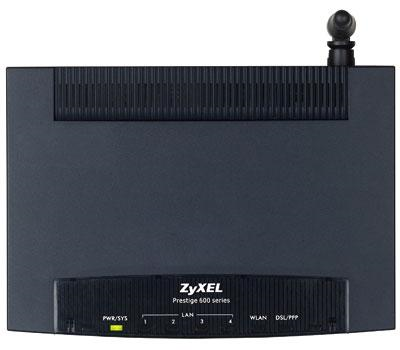 ZyXEL
Prestige 600 series
PWR/SYS LAN WLAN DSL/PPP
1 2 3 4